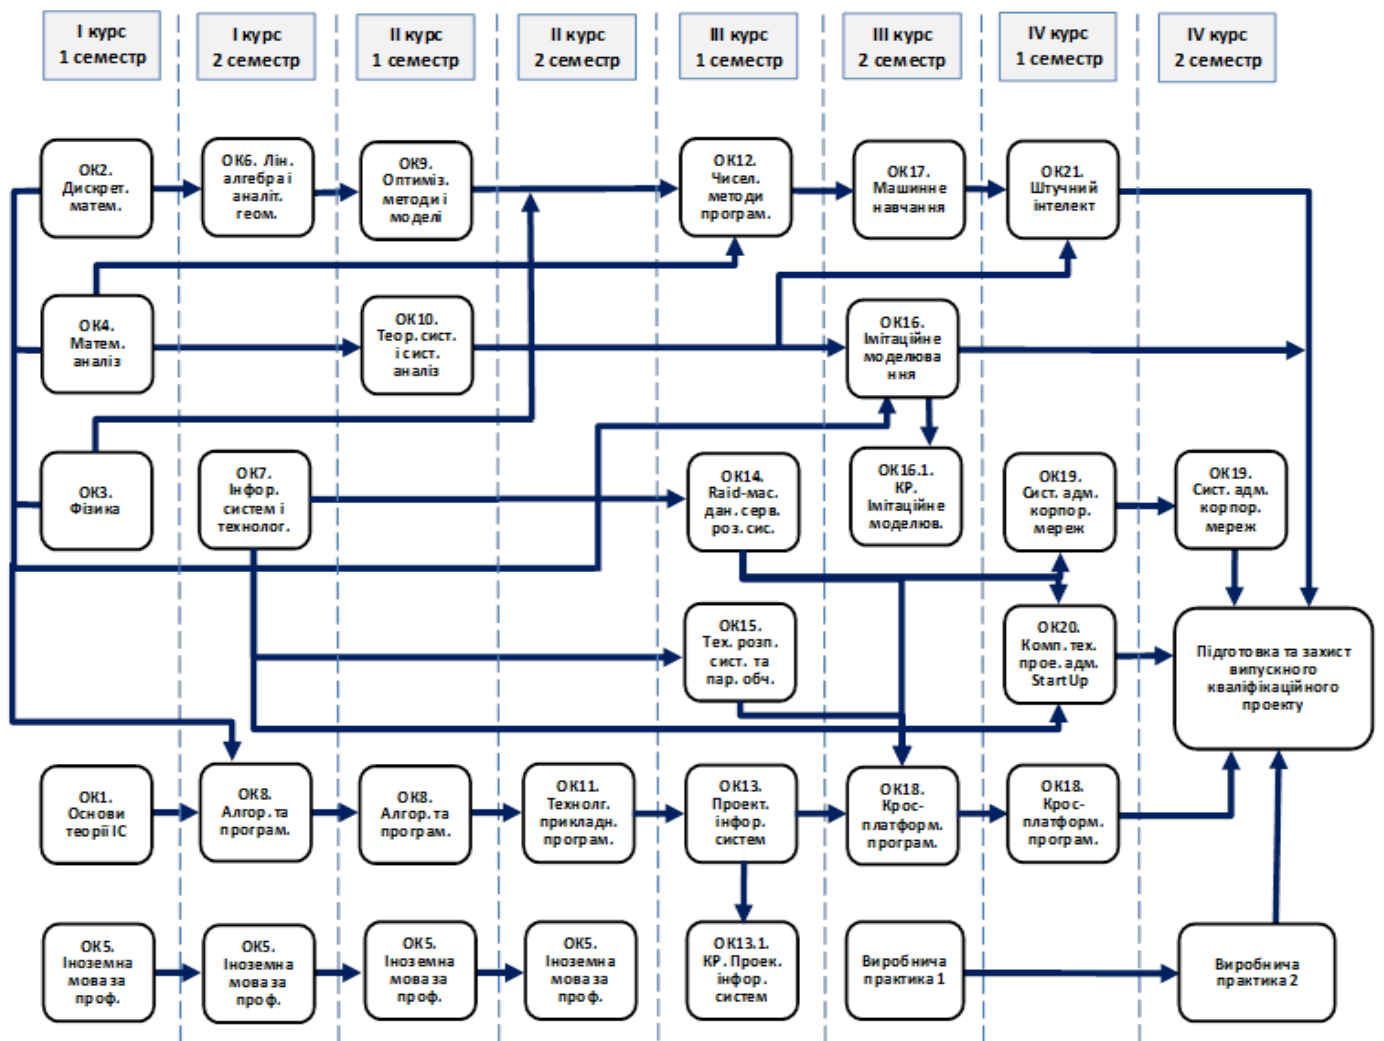 І курс
1 семестр
І курс
2 семестр
ІІ курс
1 семестр
ІІ курс
2 семестр
ІІІ курс
1 семестр
ІІІ курс
2 семестр
IV курс
1 семестр
IV курс
2 семестр
ОК2.
Дискрет.
матем.
ОК6. Лін.
алгебра і
аналіт.
геом.
ОК9.
Оптиміз.
методи і
моделі
ОК12.
Чисел.
методи
програм.
ОК17.
Машинне
навчання
ОК21.
Штучний
інтелект
ОК4.
Матем.
аналіз
ОК10.
Теор. сист.
і сист.
аналіз
ОК16.
Імітаційне
моделюва
ння
ОК3.
Фізика
ОК7.
Інфор.
систем і
технолог.
ОК14.
Raid-мас.
дан. серв.
роз. сис.
ОК16.1.
КР.
Імітаційне
моделюв.
ОК19.
Сист. адм.
корпор.
мереж
ОК19.
Сист. адм.
корпор.
мереж
ОК15.
Тех. розп.
сист. та
пар. обч.
ОК20.
Комп. тех.
прое. адм.
StartUp
Підготовка та захист
випускного
кваліфікаційного
проекту
ОК1.
Основи
теорії ІС
ОК8.
Алгор. та
програм.
ОК8.
Алгор. та
програм.
ОК11.
Технолг.
прикладн.
програм.
ОК13.
Проект.
інфор.
систем
ОК18.
Крос-
платформ.
програм.
ОК18.
Крос-
платформ.
програм.
ОК5.
Іноземна
мова за
проф.
ОК5.
Іноземна
мова за
проф.
ОК5.
Іноземна
мова за
проф.
ОК5.
Іноземна
мова за
проф.
ОК13.1.
КР. Проек.
інфор.
систем
Виробнича
практика 1
Виробнича
практика 2